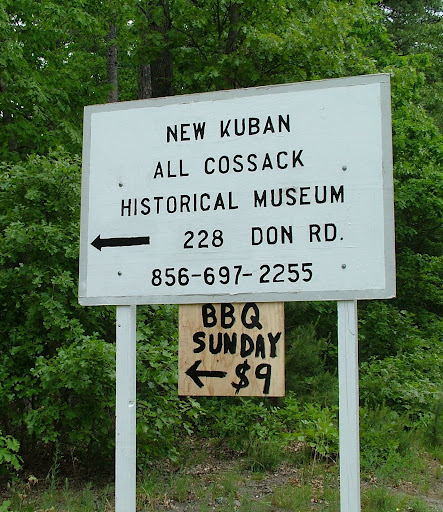 NEW KUBAN
ALL COSSACK
HISTORICAL MUSEUM
228 DON RD.
856-697-2255
BBQ
SUNDAY
$9